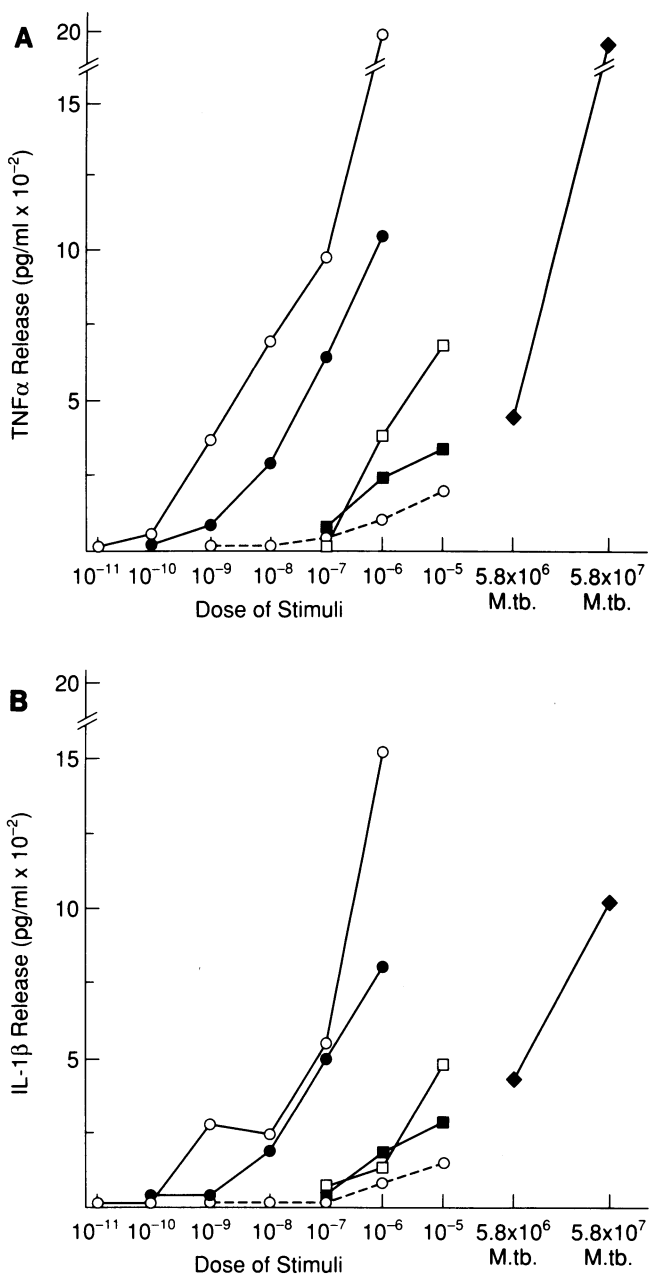 A
TNFα Release (pg/ml x 10⁻²)
20
15
10
5
10⁻¹¹ 10⁻¹⁰ 10⁻⁹ 10⁻⁸ 10⁻⁷ 10⁻⁶ 10⁻⁵ 5.8x10⁶ 5.8x10⁷
M.tb. M.tb.
Dose of Stimuli
B
IL-1β Release (pg/ml x 10⁻²)
20
15
10
5
10⁻¹¹ 10⁻¹⁰ 10⁻⁹ 10⁻⁸ 10⁻⁷ 10⁻⁶ 10⁻⁵ 5.8x10⁶ 5.8x10⁷
M.tb. M.tb.
Dose of Stimuli